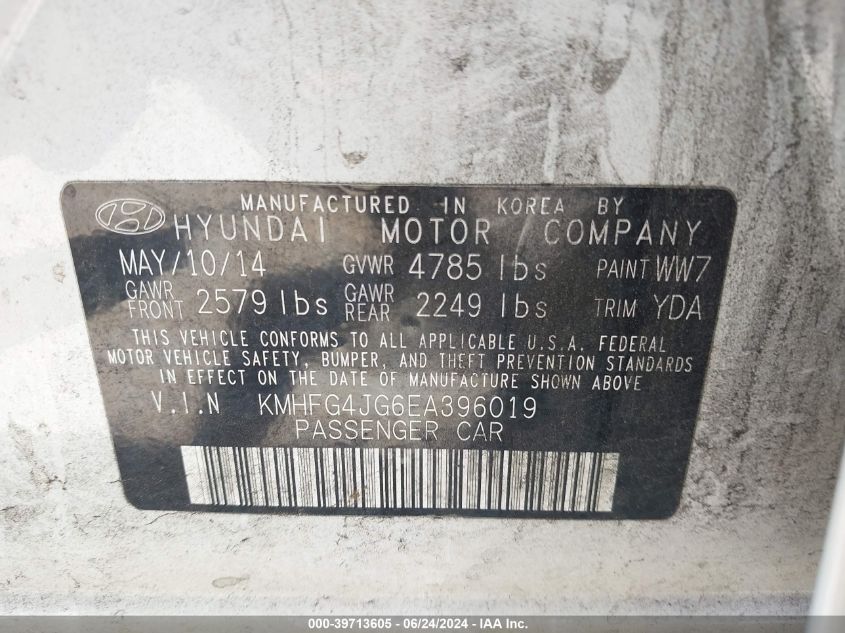 MANUFACTURED IN KOREA BY
HYUNDAI MOTOR COMPANY
MAY/10/14 GVWR 4785 lbs PAINT WW7
GAWR FRONT 2579 lbs GAWR REAR 2249 lbs TRIM YDA
THIS VEHICLE CONFORMS TO ALL APPLICABLE U.S.A. FEDERAL
MOTOR VEHICLE SAFETY, BUMPER, AND THEFT PREVENTION STANDARDS
IN EFFECT ON THE DATE OF MANUFACTURE SHOWN ABOVE
V.I.N KMHFG4JG6EA396019
PASSENGER CAR
000-39713605 - 06/24/2024 - IAA Inc.